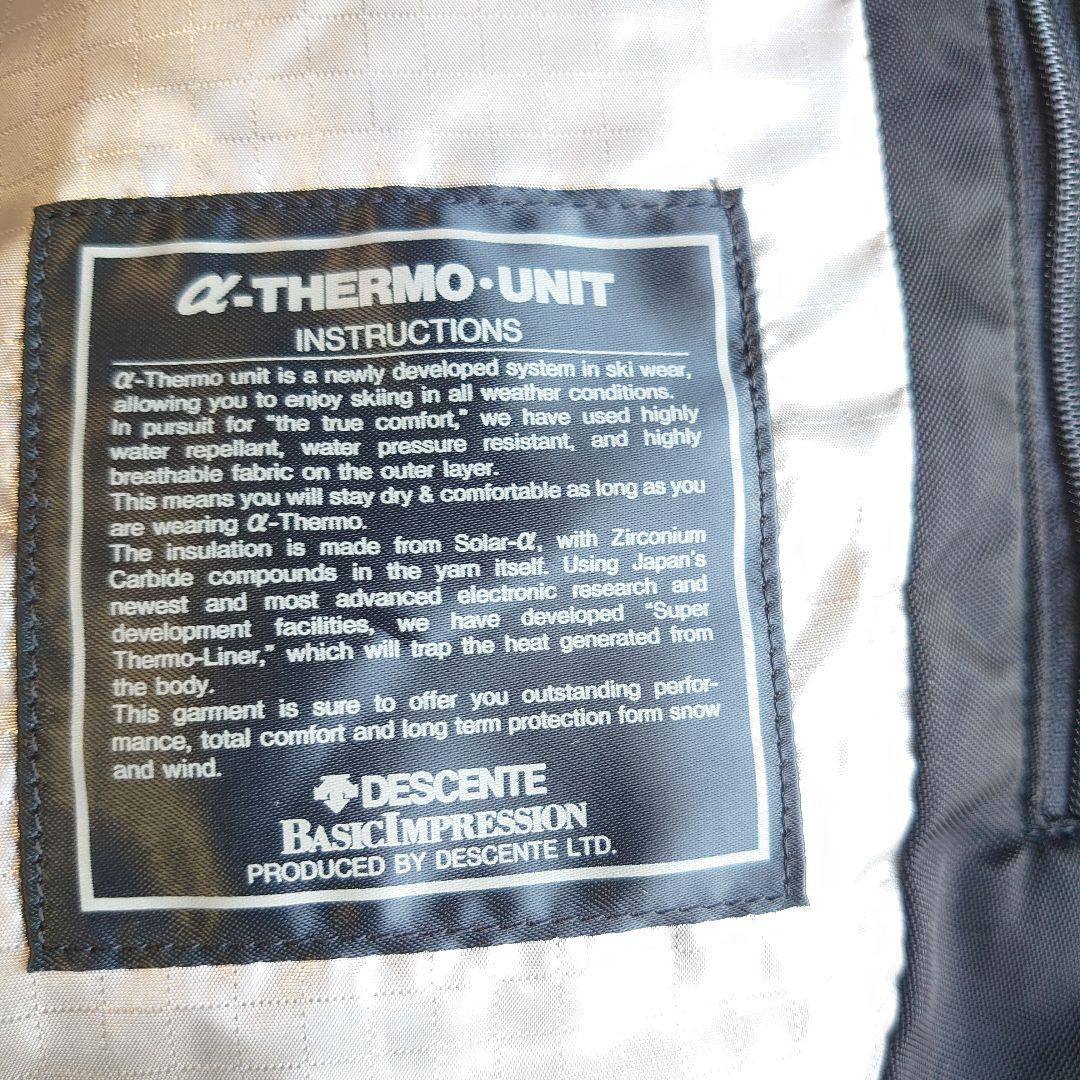 α-THERMO·UNIT
INSTRUCTIONS
α-Thermo unit is a newly developed system in ski wear,
allowing you to enjoy skiing in all weather conditions.
In pursuit for "the true comfort," we have used highly
water repellant, water pressure resistant, and highly
breathable fabric on the outer layer.
This means you will stay dry & comfortable as long as you
are wearing α-Thermo.
The insulation is made from Solar-α, with Zirconium
Carbide compounds in the yarn itself. Using Japan's
newest and most advanced electronic research and
development facilities, we have developed "Super
Thermo-Liner," which will trap the heat generated from
the body.
This garment is sure to offer you outstanding perfor-
mance, total comfort and long term protection form snow
and wind.
DESCENTE
BASICIMPRESSION
PRODUCED BY DESCENTE LTD.